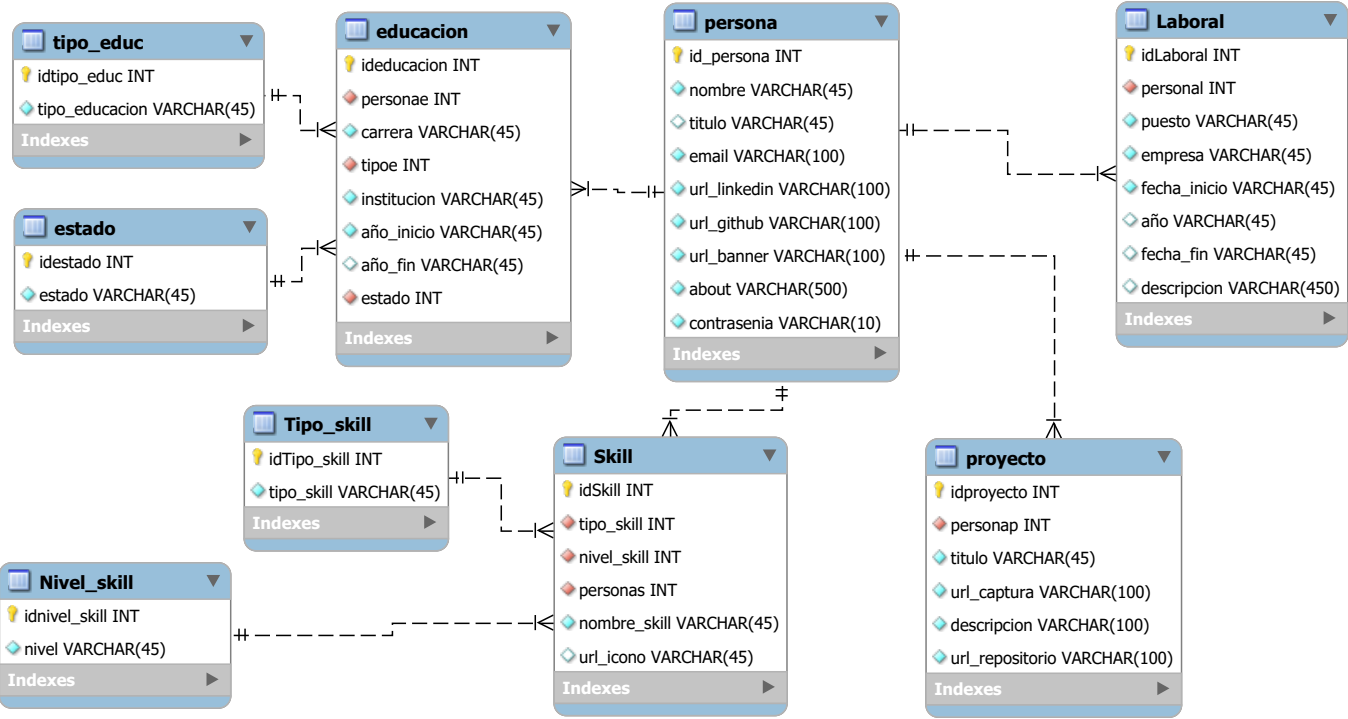 tipo_educ
idtipo_educ INT
tipo_educacion VARCHAR(45)
Indexes
educacion
ideducacion INT
personae INT
carrera VARCHAR(45)
tipoe INT
institucion VARCHAR(45)
año_inicio VARCHAR(45)
año_fin VARCHAR(45)
estado INT
Indexes
persona
id_persona INT
nombre VARCHAR(45)
titulo VARCHAR(45)
email VARCHAR(100)
url_linkedin VARCHAR(100)
url_github VARCHAR(100)
url_banner VARCHAR(100)
about VARCHAR(500)
contrasenia VARCHAR(10)
Indexes
Laboral
idLaboral INT
personal INT
puesto VARCHAR(45)
empresa VARCHAR(45)
fecha_inicio VARCHAR(45)
año VARCHAR(45)
fecha_fin VARCHAR(45)
descripcion VARCHAR(450)
Indexes
estado
idestado INT
estado VARCHAR(45)
Indexes
Tipo_skill
idTipo_skill INT
tipo_skill VARCHAR(45)
Indexes
Skill
idSkill INT
tipo_skill INT
nivel_skill INT
personas INT
nombre_skill VARCHAR(45)
url_icono VARCHAR(45)
Indexes
proyecto
idproyecto INT
personap INT
titulo VARCHAR(45)
url_captura VARCHAR(100)
descripcion VARCHAR(100)
url_repositorio VARCHAR(100)
Indexes
Nivel_skill
idnivel_skill INT
nivel VARCHAR(45)
Indexes